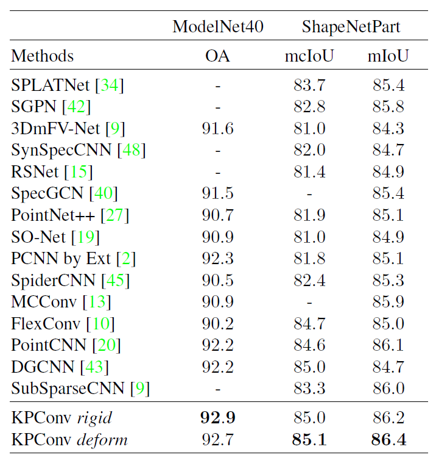 ModelNet40 ShapeNetPart
Methods OA mcIoU mIoU
SPLATNet [34] - 83.7 85.4
SGPN [42] - 82.8 85.8
3DmFV-Net [9] 91.6 81.0 84.3
SynSpecCNN [48] - 82.0 84.7
RSNet [15] - 81.4 84.9
SpecGCN [40] 91.5 - 85.4
PointNet++ [27] 90.7 81.9 85.1
SO-Net [19] 90.9 81.0 84.9
PCNN by Ext [2] 92.3 81.8 85.1
SpiderCNN [45] 90.5 82.4 85.3
MCConv [13] 90.9 - 85.9
FlexConv [10] 90.2 84.7 85.0
PointCNN [20] 92.2 84.6 86.1
DGCNN [43] 92.2 85.0 84.7
SubSparseCNN [9] - 83.3 86.0
KPConv rigid 92.9 85.0 86.2
KPConv deform 92.7 85.1 86.4